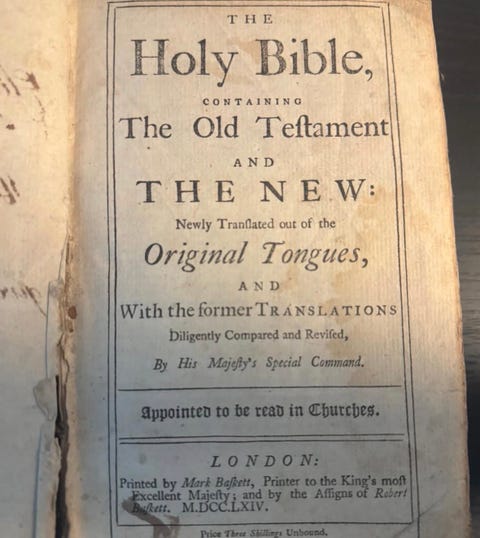 THE
Holy Bible,
CONTAINING
The Old Teſtament
AND
THE NEW:
Newly Tranſlated out of the
Original Tongues,
AND
With the former TRANSLATIONS
Diligently Compared and Reviſed,
By His Majeſty's Special Command.
Appointed to be read in Churches.
LONDON:
Printed by Mark Baſkett, Printer to the King's moſt
Excellent Majeſty; and by the Aſſigns of Robert
Baſkett. M.DCC.LXIV.
Price Three Shillings Unbound.